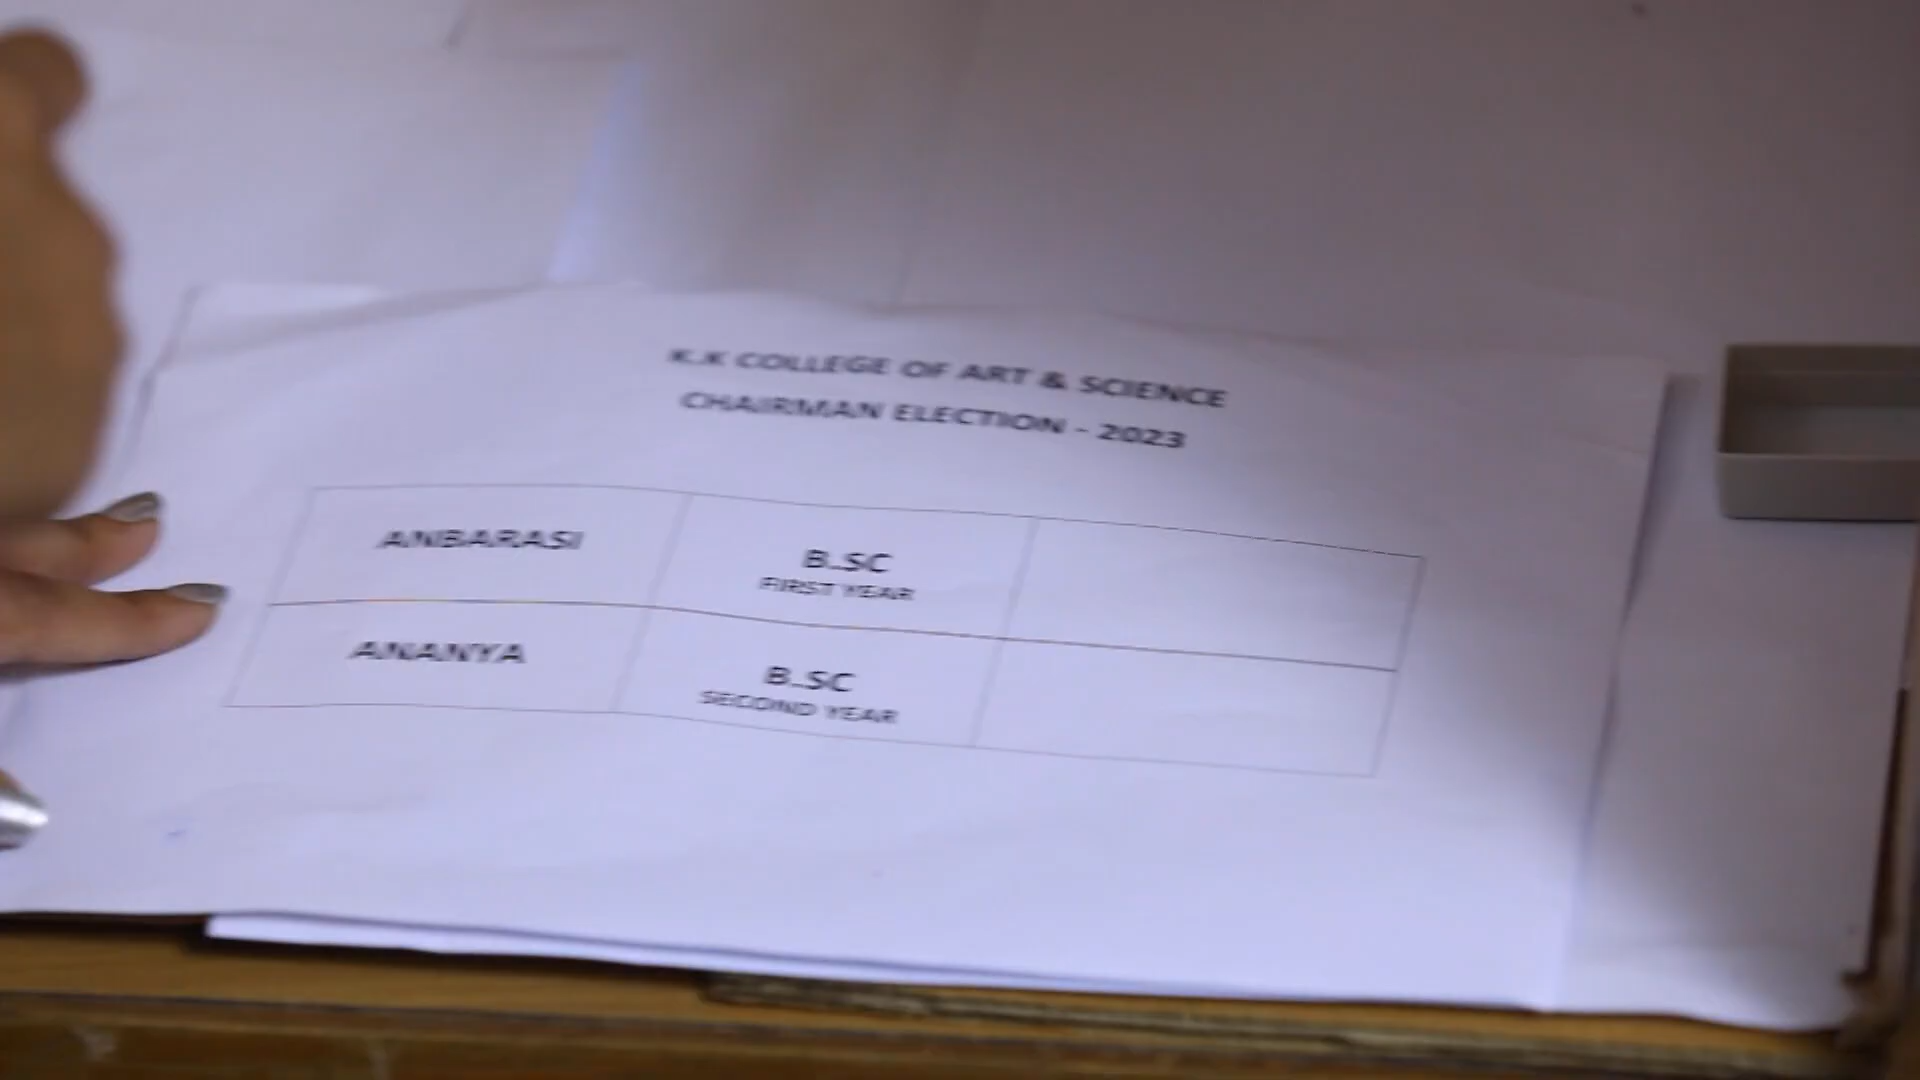 K.K COLLEGE OF ART & SCIENCE
CHAIRMAN ELECTION - 2023
ANBARASI
B.SC
FIRST YEAR
ANANYA
B.SC
SECOND YEAR